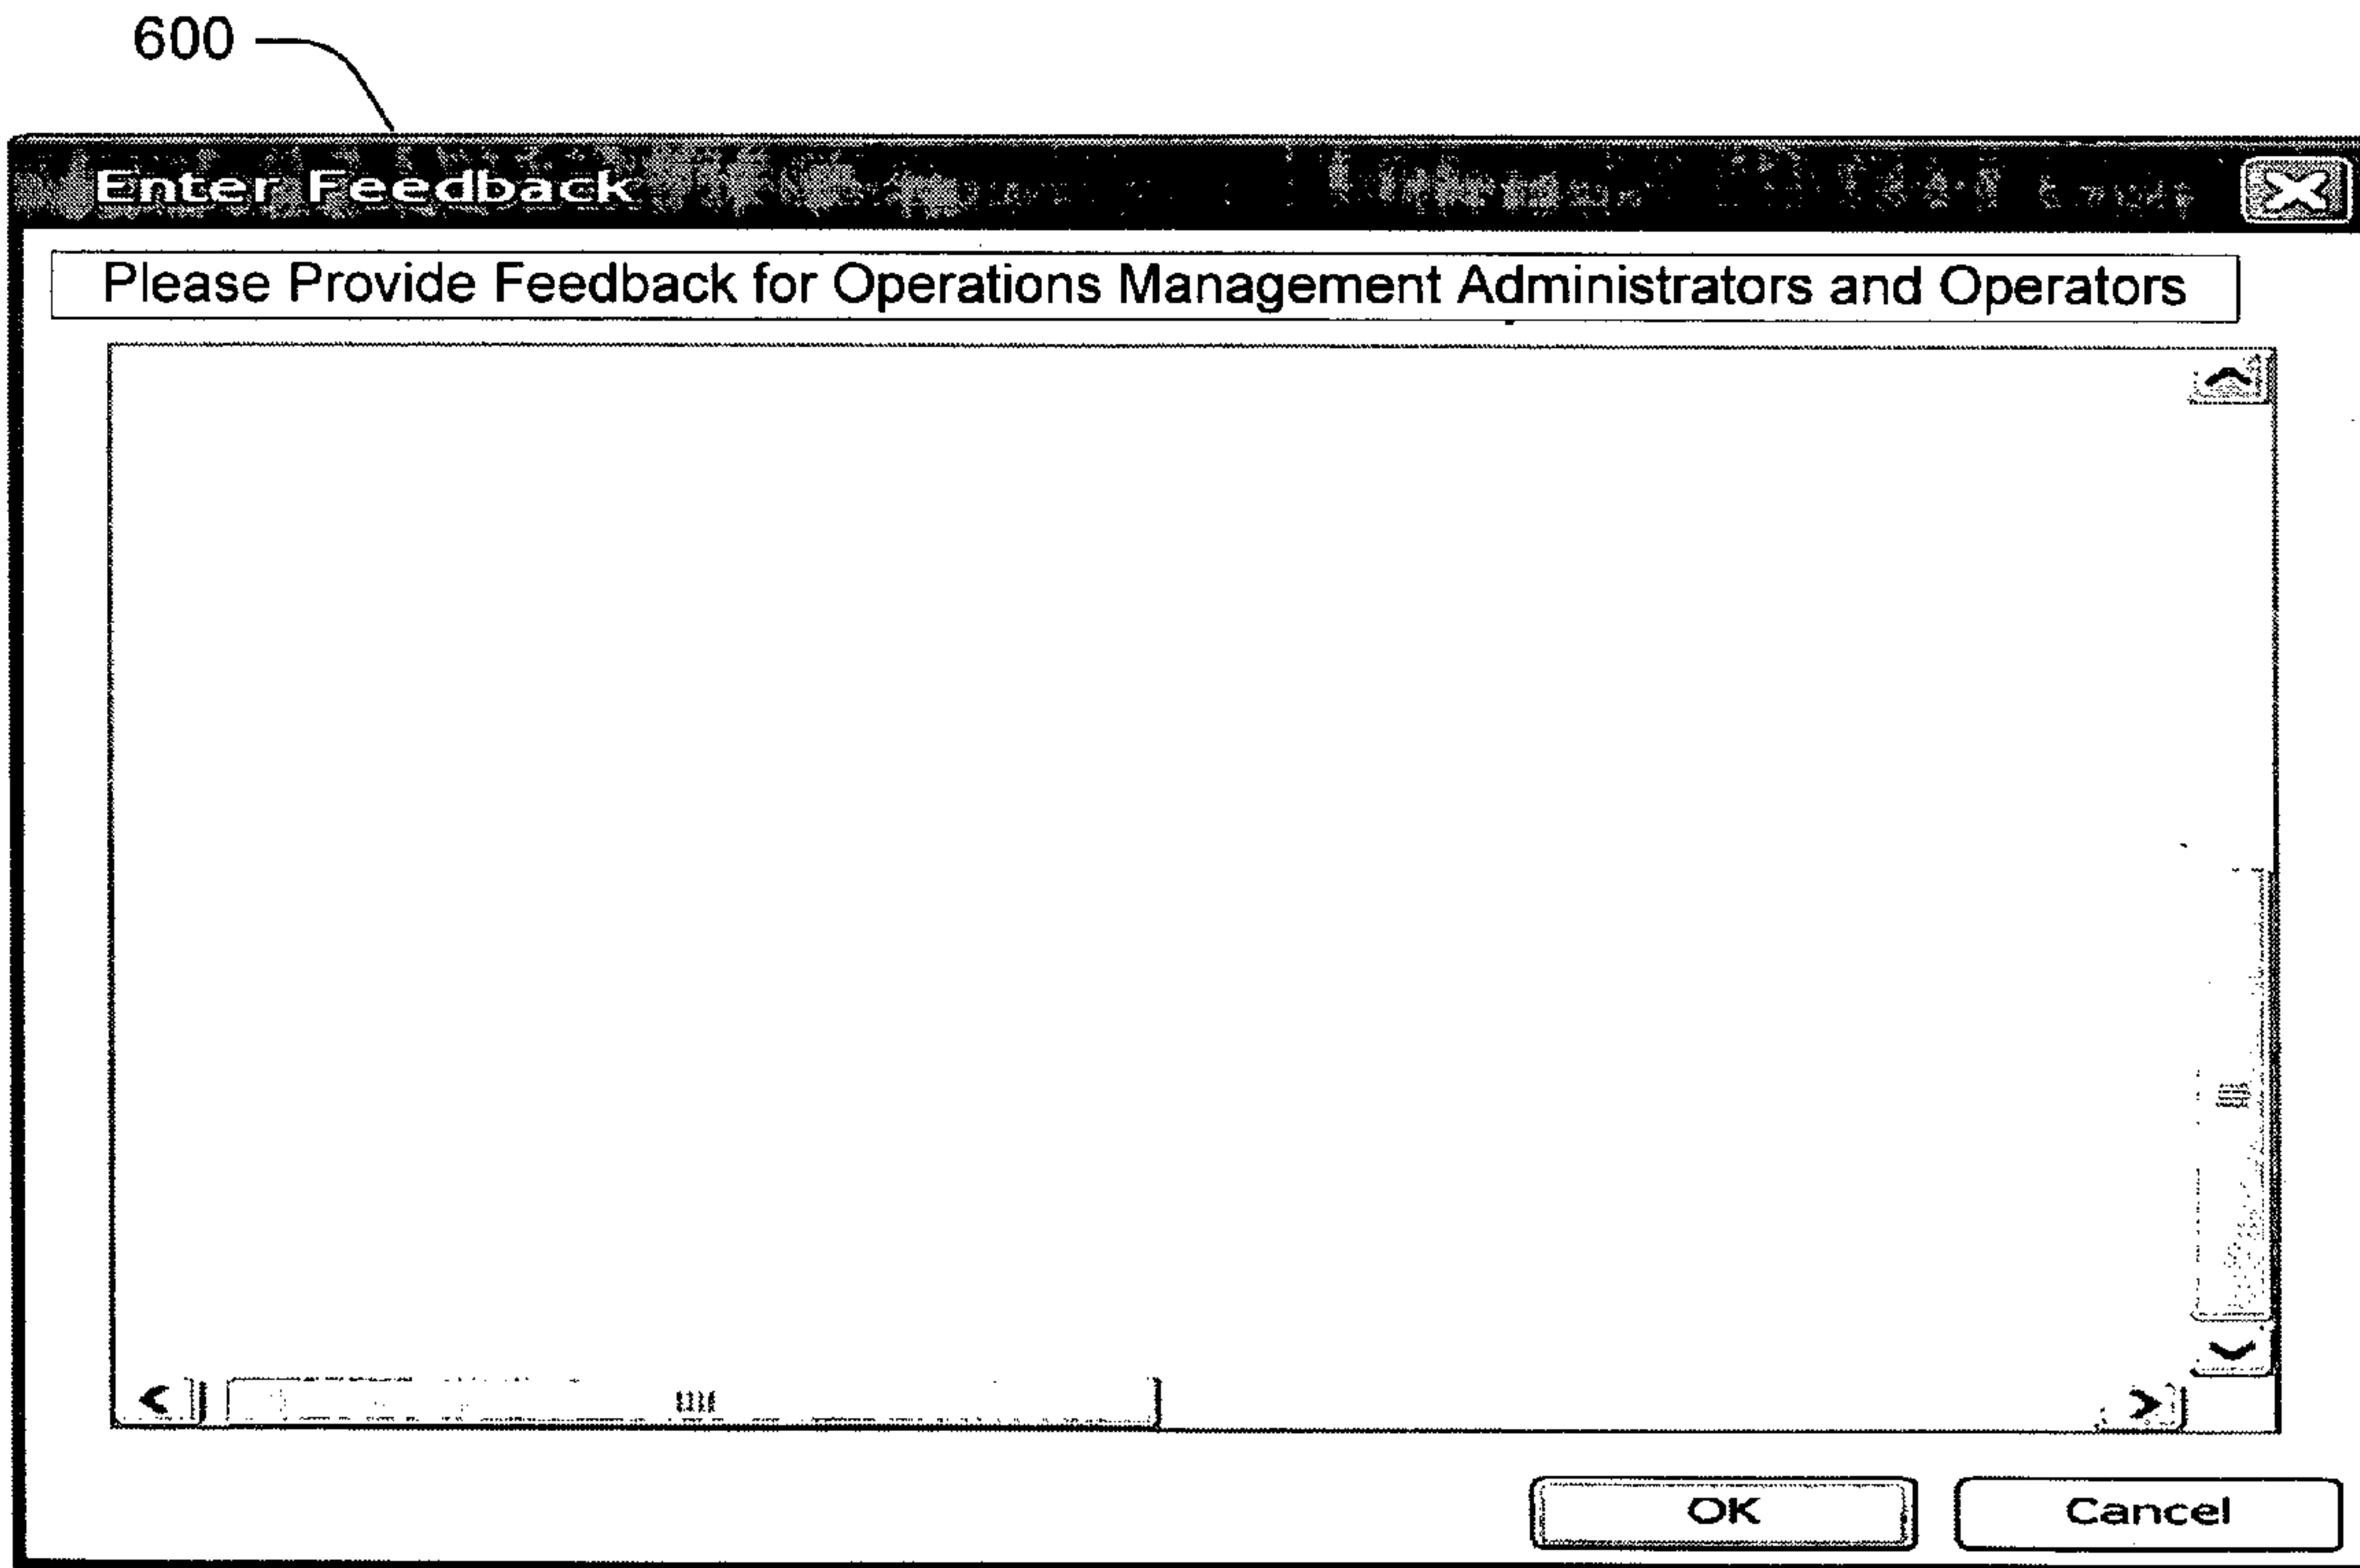 600
Enter Feedback
Please Provide Feedback for Operations Management Administrators and Operators
OK
Cancel